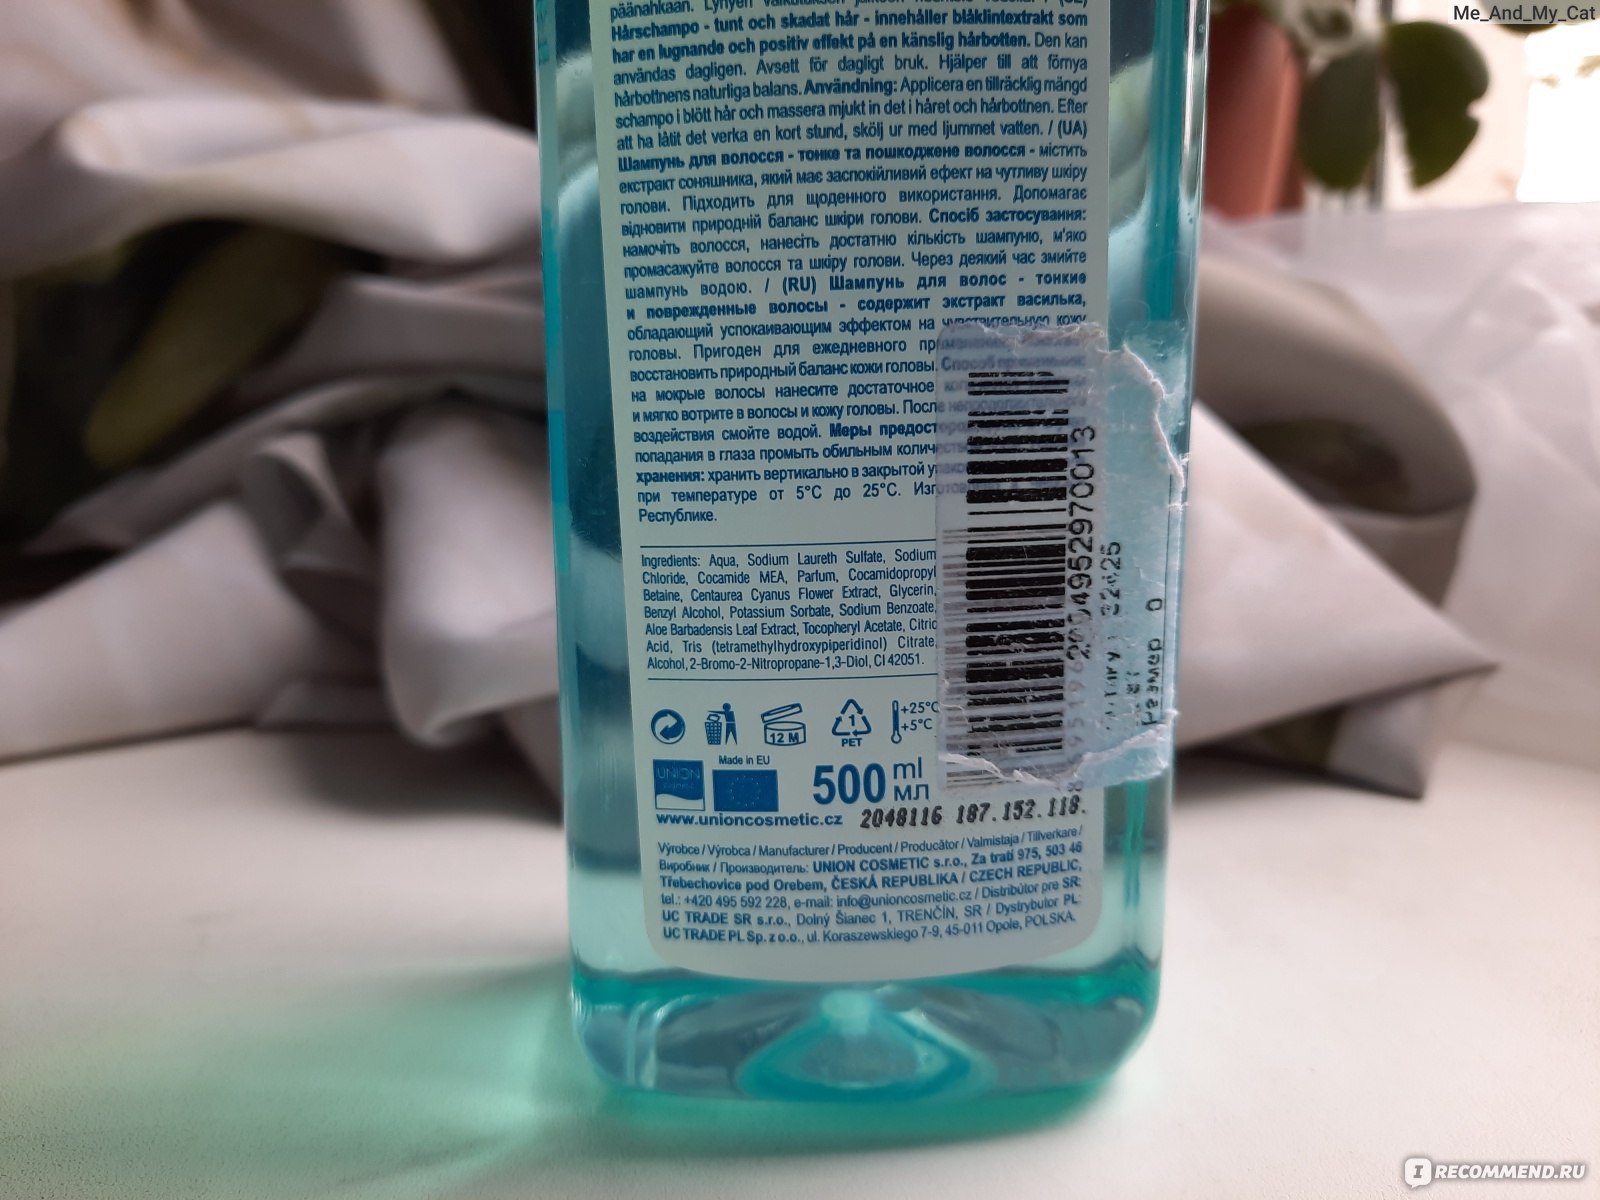 Me_And_My_Cat
päänahkaan. Lyhyen vaikutuksen jälkeen
Hårschampo - tunt och skadat hår - innehåller blåklintextrakt som
har en lugnande och positiv effekt på en känslig hårbotten. Den kan
användas dagligen. Avsett för dagligt bruk. Hjälper till att förnya
hårbottnens naturliga balans. Användning: Applicera en tillräcklig mängd
schampo i blött hår och massera mjukt in det i håret och hårbottnen. Efter
att ha låtit det verka en kort stund, skölj ur med ljummet vatten. / (UA)
Шампунь для волосся - тонке та пошкоджене волосся - містить
екстракт соняшника, який має заспокійливий ефект на чутливу шкіру
голови. Підходить для щоденного використання. Допомагає
відновити природній баланс шкіри голови. Спосіб застосування:
намочіть волосся, нанесіть достатню кількість шампуню, м'яко
промасажуйте волосся та шкіру голови. Через деякий час змийте
шампунь водою. / (RU) Шампунь для волос - тонкие
и поврежденные волосы - содержит экстракт василька,
обладающий успокаивающим эффектом на чувствительную кожу
головы. Пригоден для ежедневного
восстановить природный баланс кожи головы. Способ
на мокрые волосы нанесите достаточное
и мягко вотрите в волосы и кожу головы. После
воздействия смойте водой. Меры предост
попадания в глаза промыть обильным колич
хранения: хранить вертикально в закрытой
при температуре от 5°C до 25°C. Изг
Республике.
Ingredients: Aqua, Sodium Laureth Sulfate, Sodium
Chloride, Cocamide MEA, Parfum, Cocamidopropyl
Betaine, Centaurea Cyanus Flower Extract, Glycerin,
Benzyl Alcohol, Potassium Sorbate, Sodium Benzoate,
Aloe Barbadensis Leaf Extract, Tocopheryl Acetate, Citric
Acid, Tris (tetramethylhydroxypiperidinol) Citrate,
Alcohol, 2-Bromo-2-Nitropropane-1,3-Diol, CI 42051.
12 M
1
PET
+25°C
+5°C
Made in EU
UNION
500 ml
мл
www.unioncosmetic.cz
2048116 187.152.118.
Výrobce / Výrobca / Manufacturer / Producent / Producător / Valmistaja / Tillverkare /
Виробник / Производитель: UNION COSMETIC s.r.o., Za tratí 975, 503 46
Třebechovice pod Orebem, ČESKÁ REPUBLIKA / CZECH REPUBLIC,
tel.: +420 495 592 228, e-mail: info@unioncosmetic.cz / Distribútor pre SR:
UC TRADE SR s.r.o., Dolný Šianec 1, TRENČÍN, SR / Dystrybutor PL:
UC TRADE PL Sp. z o.o., ul. Koraszewskiego 7-9, 45-011 Opole, POLSKA.
20004952970013
Размер 0
IRECOMMEND.RU